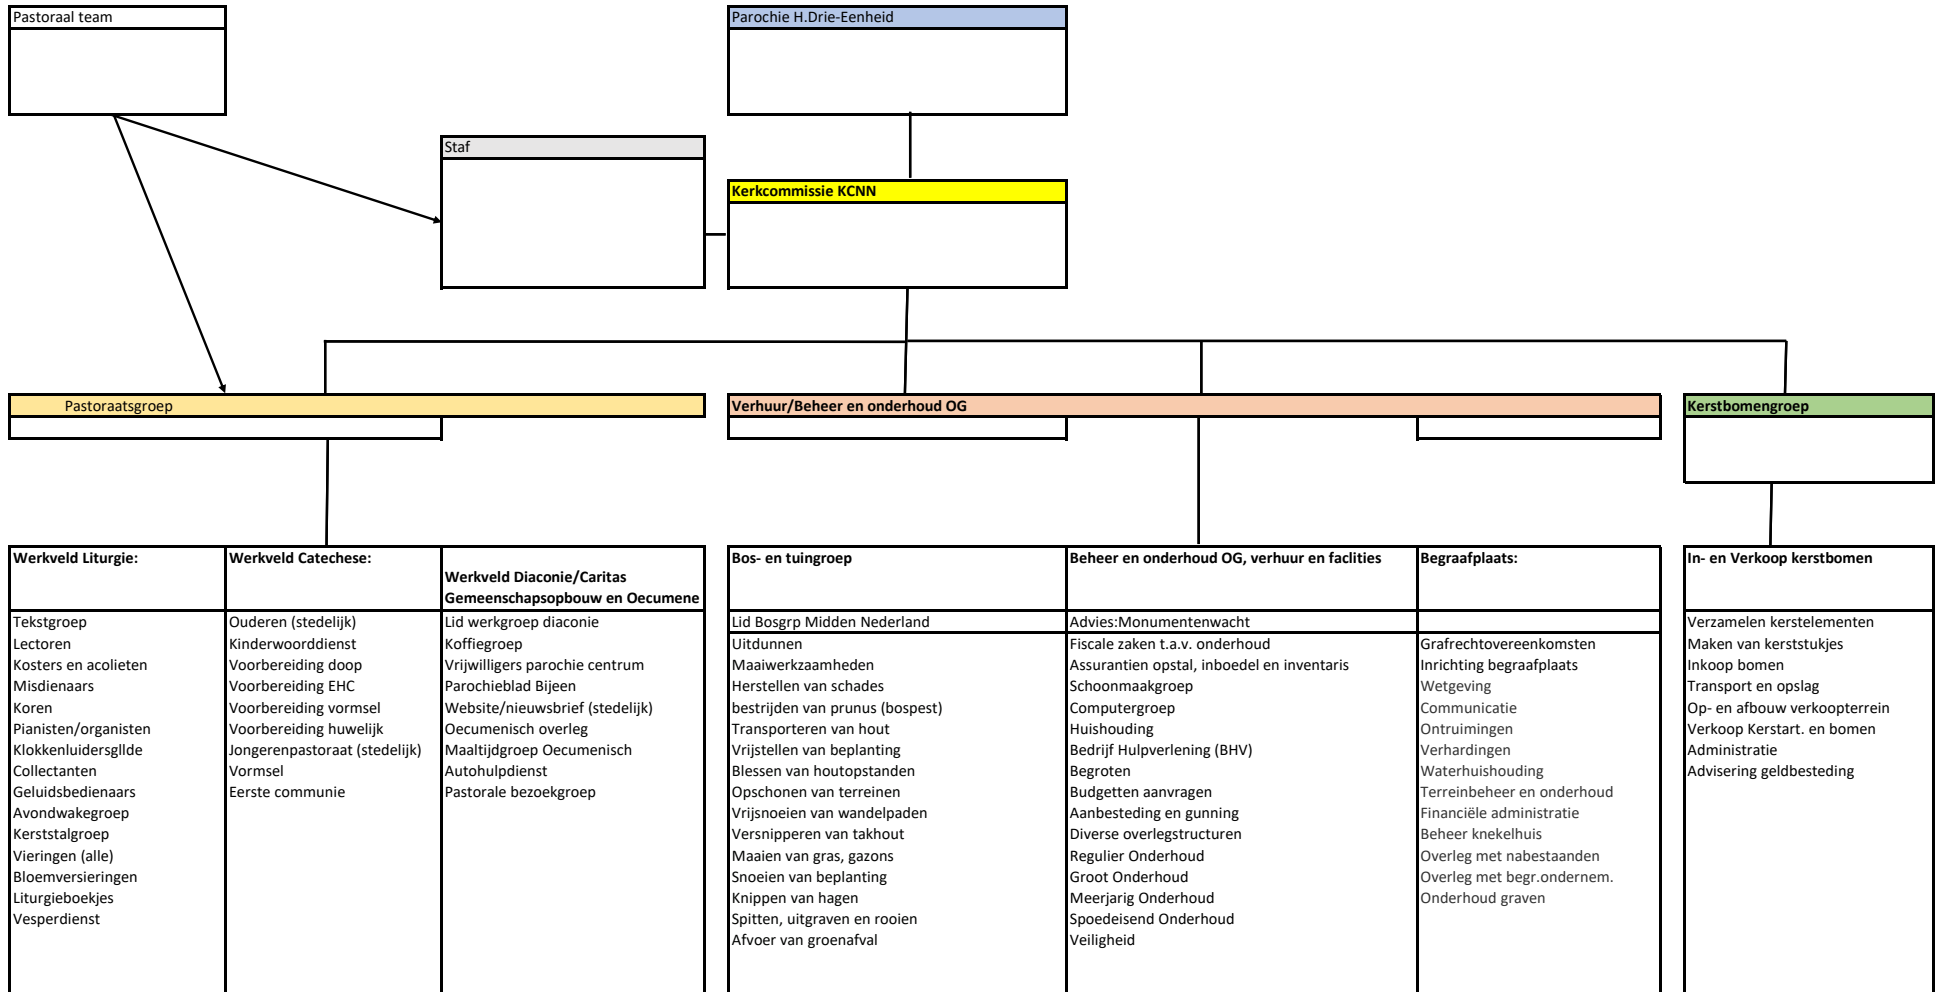 Pastoraal team
Parochie H.Drie-Eenheid
Staf
Kerkcommissie KCNN
Pastoraatsgroep
Verhuur/Beheer en onderhoud OG
Kerstbomengroep
Werkveld Liturgie:
Tekstgroep
Lectoren
Kosters en acolieten
Misdienaars
Koren
Pianisten/organisten
Klokkenluidersgllde
Collectanten
Geluidsbedienaars
Avondwakegroep
Kerststalgroep
Vieringen (alle)
Bloemversieringen
Liturgieboekjes
Vesperdienst
Werkveld Catechese:
Ouderen (stedelijk)
Kinderwoorddienst
Voorbereiding doop
Voorbereiding EHC
Voorbereiding vormsel
Voorbereiding huwelijk
Jongerenpastoraat (stedelijk)
Vormsel
Eerste communie
Werkveld Diaconie/Caritas
Gemeenschapsopbouw en Oecumene
Lid werkgroep diaconie
Koffiegroep
Vrijwilligers parochie centrum
Parochieblad Bijeen
Website/nieuwsbrief (stedelijk)
Oecumenisch overleg
Maaltijdgroep Oecumenisch
Autohulpdienst
Pastorale bezoekgroep
Bos- en tuingroep
Lid Bosgrp Midden Nederland
Uitdunnen
Maaiwerkzaamheden
Herstellen van schades
bestrijden van prunus (bospest)
Transporteren van hout
Vrijstellen van beplanting
Blessen van houtopstanden
Opschonen van terreinen
Vrijsnoeien van wandelpaden
Versnipperen van takhout
Maaien van gras, gazons
Snoeien van beplanting
Knippen van hagen
Spitten, uitgraven en rooien
Afvoer van groenafval
Beheer en onderhoud OG, verhuur en faclities
Advies:Monumentenwacht
Fiscale zaken t.a.v. onderhoud
Assurantien opstal, inboedel en inventaris
Schoonmaakgroep
Computergroep
Huishouding
Bedrijf Hulpverlening (BHV)
Begroten
Budgetten aanvragen
Aanbesteding en gunning
Diverse overlegstructuren
Regulier Onderhoud
Groot Onderhoud
Meerjarig Onderhoud
Spoedeisend Onderhoud
Veiligheid
Begraafplaats:
Grafrechtovereenkomsten
Inrichting begraafplaats
Wetgeving
Communicatie
Ontruimingen
Verhardingen
Waterhuishouding
Terreinbeheer en onderhoud
Financiële administratie
Beheer knekelhuis
Overleg met nabestaanden
Overleg met begr.ondernem.
Onderhoud graven
In- en Verkoop kerstbomen
Verzamelen kerstelementen
Maken van kerststukjes
Inkoop bomen
Transport en opslag
Op- en afbouw verkoopterrein
Verkoop Kerstart. en bomen
Administratie
Advisering geldbesteding